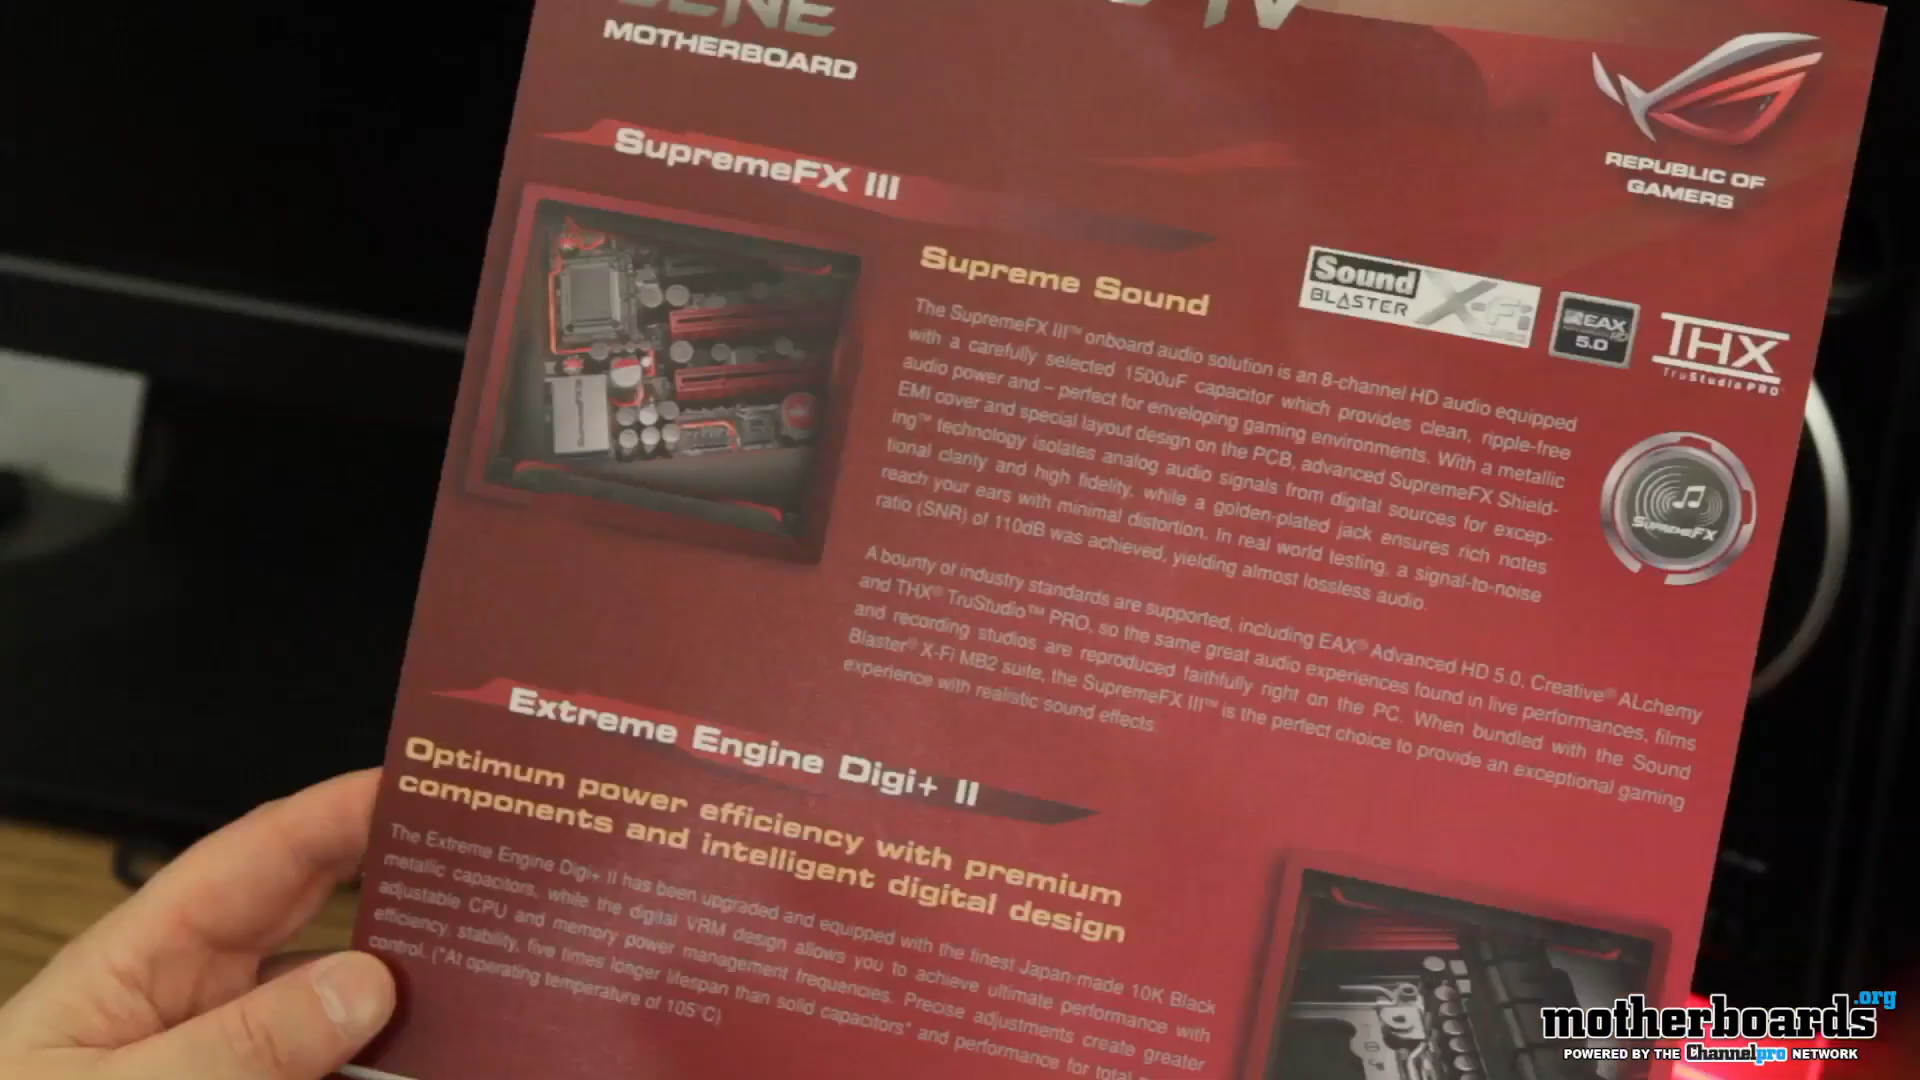 GENE
IV
MOTHERBOARD
REPUBLIC OF
GAMERS
SupremeFX III
Supreme Sound
Sound
BLASTER X-Fi
EAX
5.0
THX
TruStudio PRO
The SupremeFX III™ onboard audio solution is an 8-channel HD audio equipped
with a carefully selected 1500uF capacitor which provides clean, ripple-free
audio power and – perfect for enveloping gaming environments. With a metallic
EMI cover and special layout design on the PCB, advanced SupremeFX Shield-
ing™ technology isolates analog audio signals from digital sources for excep-
tional clarity and high fidelity, while a golden-plated jack ensures rich notes
reach your ears with minimal distortion. In real world testing, a signal-to-noise
ratio (SNR) of 110dB was achieved, yielding almost lossless audio.
SupremeFX
A bounty of industry standards are supported, including EAX® Advanced HD 5.0, Creative® ALchemy
and THX® TruStudio™ PRO, so the same great audio experiences found in live performances, films
and recording studios are reproduced faithfully right on the PC. When bundled with the Sound
Blaster® X-Fi MB2 suite, the SupremeFX III™ is the perfect choice to provide an exceptional gaming
experience with realistic sound effects.
Extreme Engine Digi+ II
Optimum power efficiency with premium
components and intelligent digital design
The Extreme Engine Digi+ II has been upgraded and equipped with the finest Japan-made 10K Black
metallic capacitors, while the digital VRM design allows you to achieve ultimate performance with
adjustable CPU and memory power management frequencies. Precise adjustments create greater
efficiency, stability, five times longer lifespan than solid capacitors* and performance for total
control. (*At operating temperature of 105°C)
motherboards.org
POWERED BY THE Channelpro NETWORK